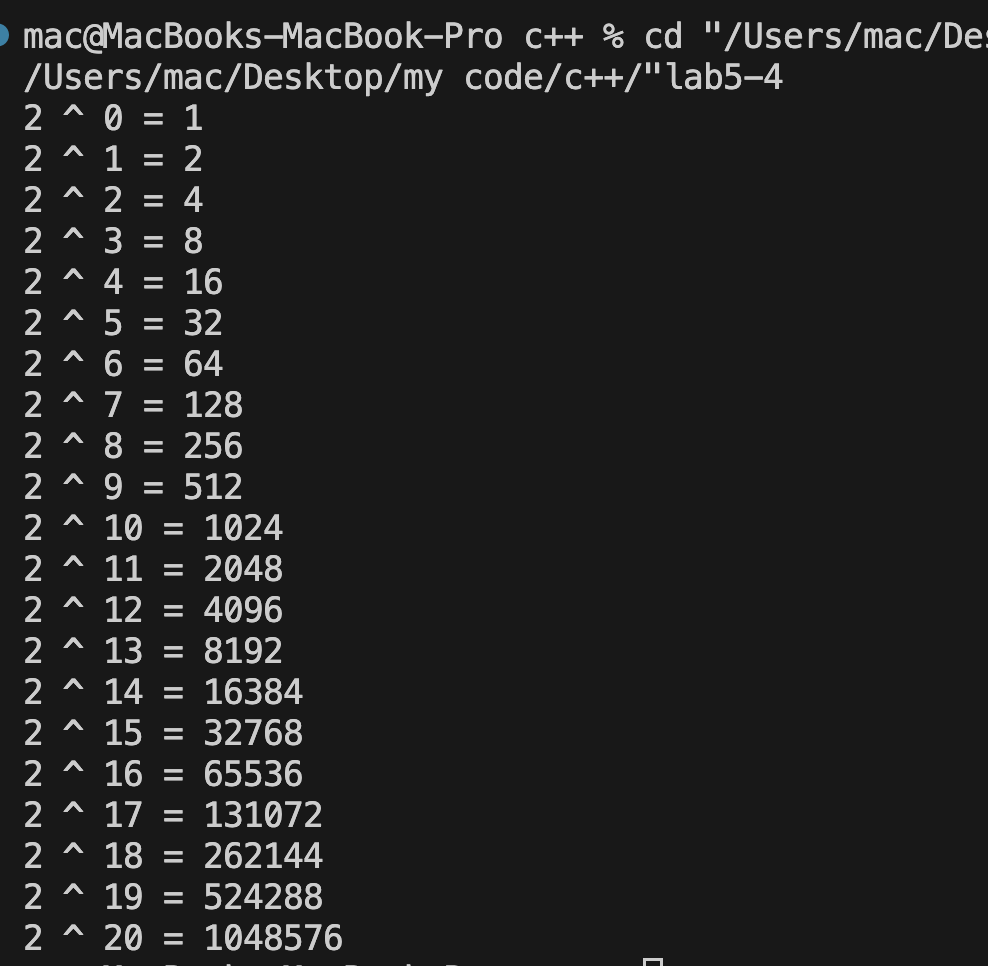 mac@MacBooks-MacBook-Pro c++ % cd "/Users/mac/Des
/Users/mac/Desktop/my code/c++/"lab5-4
2 ^ 0 = 1
2 ^ 1 = 2
2 ^ 2 = 4
2 ^ 3 = 8
2 ^ 4 = 16
2 ^ 5 = 32
2 ^ 6 = 64
2 ^ 7 = 128
2 ^ 8 = 256
2 ^ 9 = 512
2 ^ 10 = 1024
2 ^ 11 = 2048
2 ^ 12 = 4096
2 ^ 13 = 8192
2 ^ 14 = 16384
2 ^ 15 = 32768
2 ^ 16 = 65536
2 ^ 17 = 131072
2 ^ 18 = 262144
2 ^ 19 = 524288
2 ^ 20 = 1048576